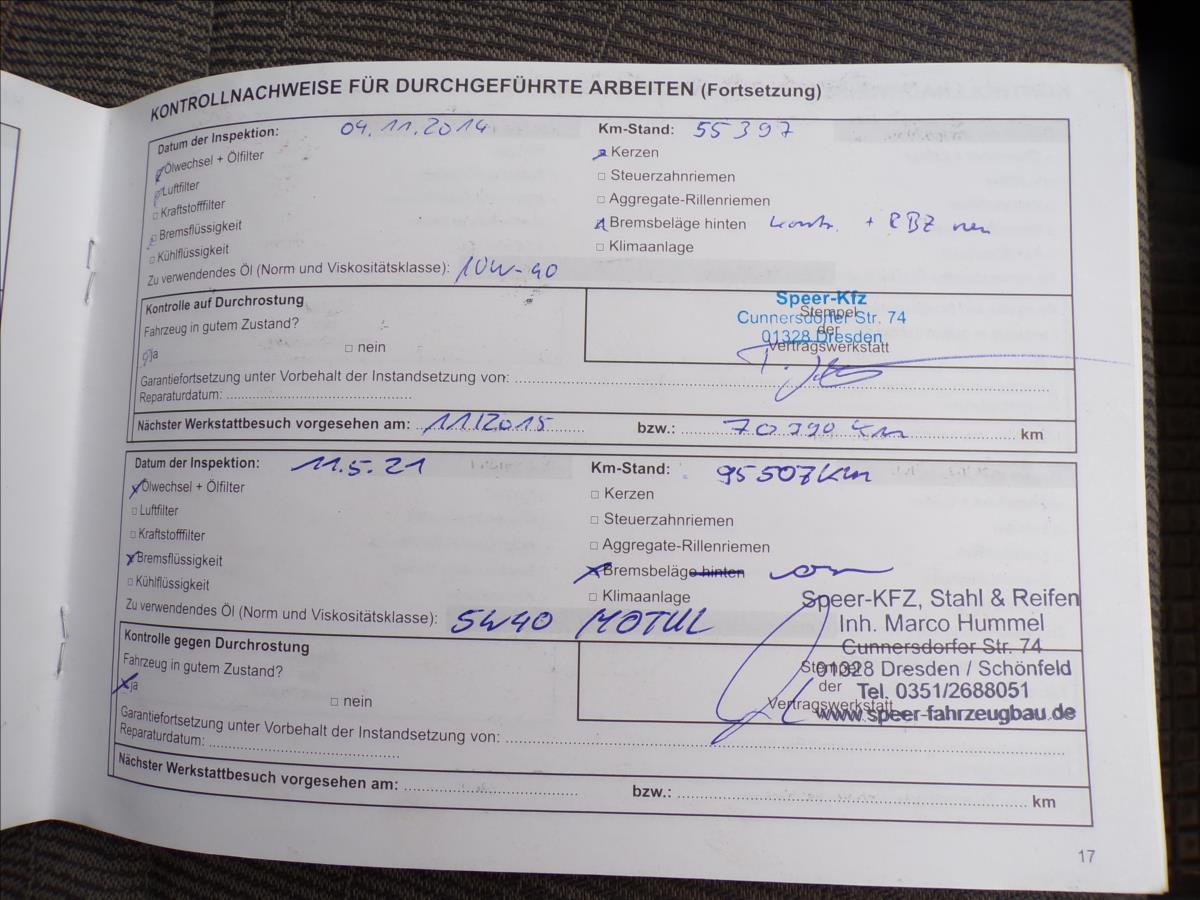 KONTROLLNACHWEISE FÜR DURCHGEFÜHRTE ARBEITEN (Fortsetzung)
Datum der Inspektion: 04.11.2014 Km-Stand: 55397
Ölwechsel + Ölfilter Kerzen
Luftfilter Steuerzahnriemen
Kraftstofffilter Aggregate-Rillenriemen
Bremsflüssigkeit Bremsbeläge hinten kontr. + RBZ neu
Kühlflüssigkeit Klimaanlage
Zu verwendendes Öl (Norm und Viskositätsklasse): 10W-40
Kontrolle auf Durchrostung
Fahrzeug in gutem Zustand?
ja nein
Speer-Kfz
Cunnersdorfer Str. 74
01328 Dresden
Stempel
der
Vertragswerkstatt
Garantiefortsetzung unter Vorbehalt der Instandsetzung von:
Reparaturdatum:
Nächster Werkstattbesuch vorgesehen am: 11/2015 bzw.: km
Datum der Inspektion: 11.5.21 Km-Stand: 95507 Km
Ölwechsel + Ölfilter Kerzen
Luftfilter Steuerzahnriemen
Kraftstofffilter Aggregate-Rillenriemen
Bremsflüssigkeit Bremsbeläge hinten
Kühlflüssigkeit Klimaanlage
Zu verwendendes Öl (Norm und Viskositätsklasse): 5W40 MOTUL
Kontrolle gegen Durchrostung
Fahrzeug in gutem Zustand?
ja nein
Speer-KFZ, Stahl & Reifen
Inh. Marco Hummel
Cunnersdorfer Str. 74
01328 Dresden / Schönfeld
Tel. 0351/2688051
www.speer-fahrzeugbau.de
Stempel
der
Vertragswerkstatt
Garantiefortsetzung unter Vorbehalt der Instandsetzung von:
Reparaturdatum:
Nächster Werkstattbesuch vorgesehen am: bzw.: km
17